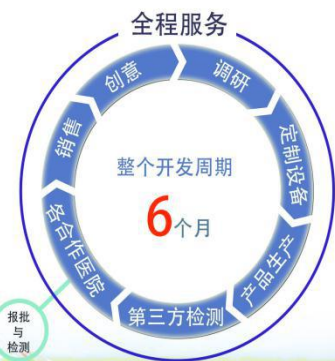 全程服务
创意
调研
定制设备
产品生产
第三方检测
各合作医院
销售
整个开发周期
6个月
报批
与
检测